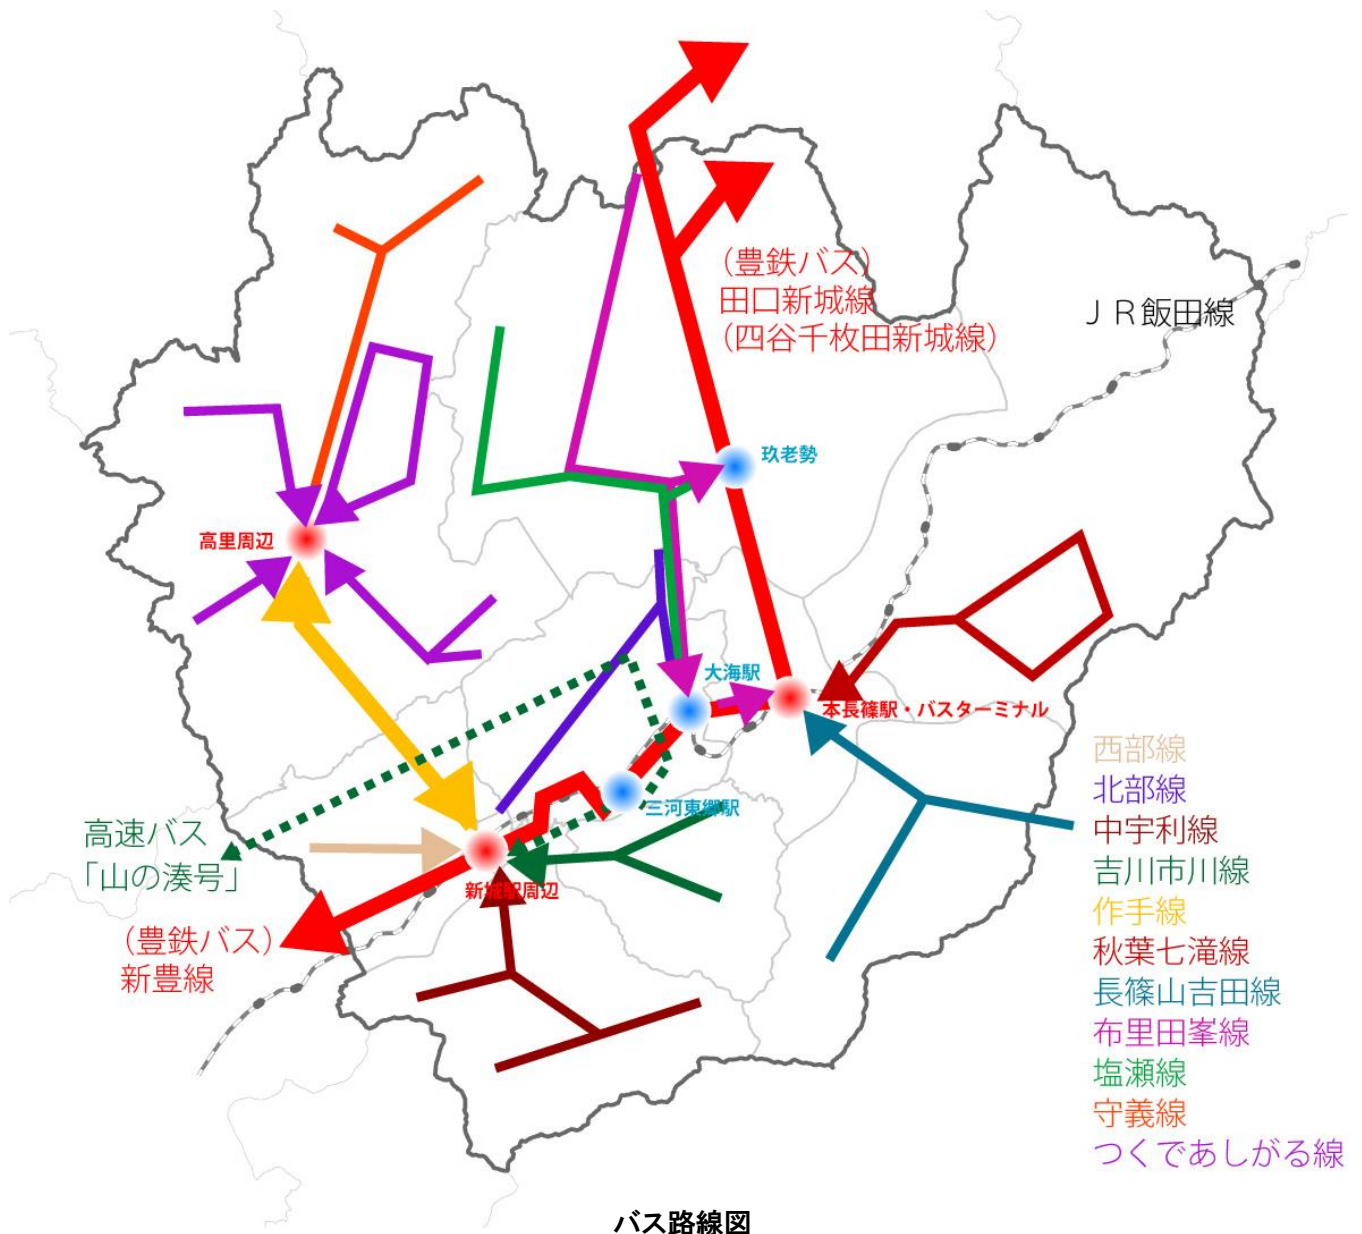 （豊鉄バス）
田口新城線
（四谷千枚田新城線）
ＪＲ飯田線
玖老勢
高里周辺
大海駅
本長篠駅・バスターミナル
三河東郷駅
高速バス
「山の湊号」
新城駅周辺
（豊鉄バス）
新豊線
西部線
北部線
中宇利線
吉川市川線
作手線
秋葉七滝線
長篠山吉田線
布里田峯線
塩瀬線
守義線
つくであしがる線
バス路線図